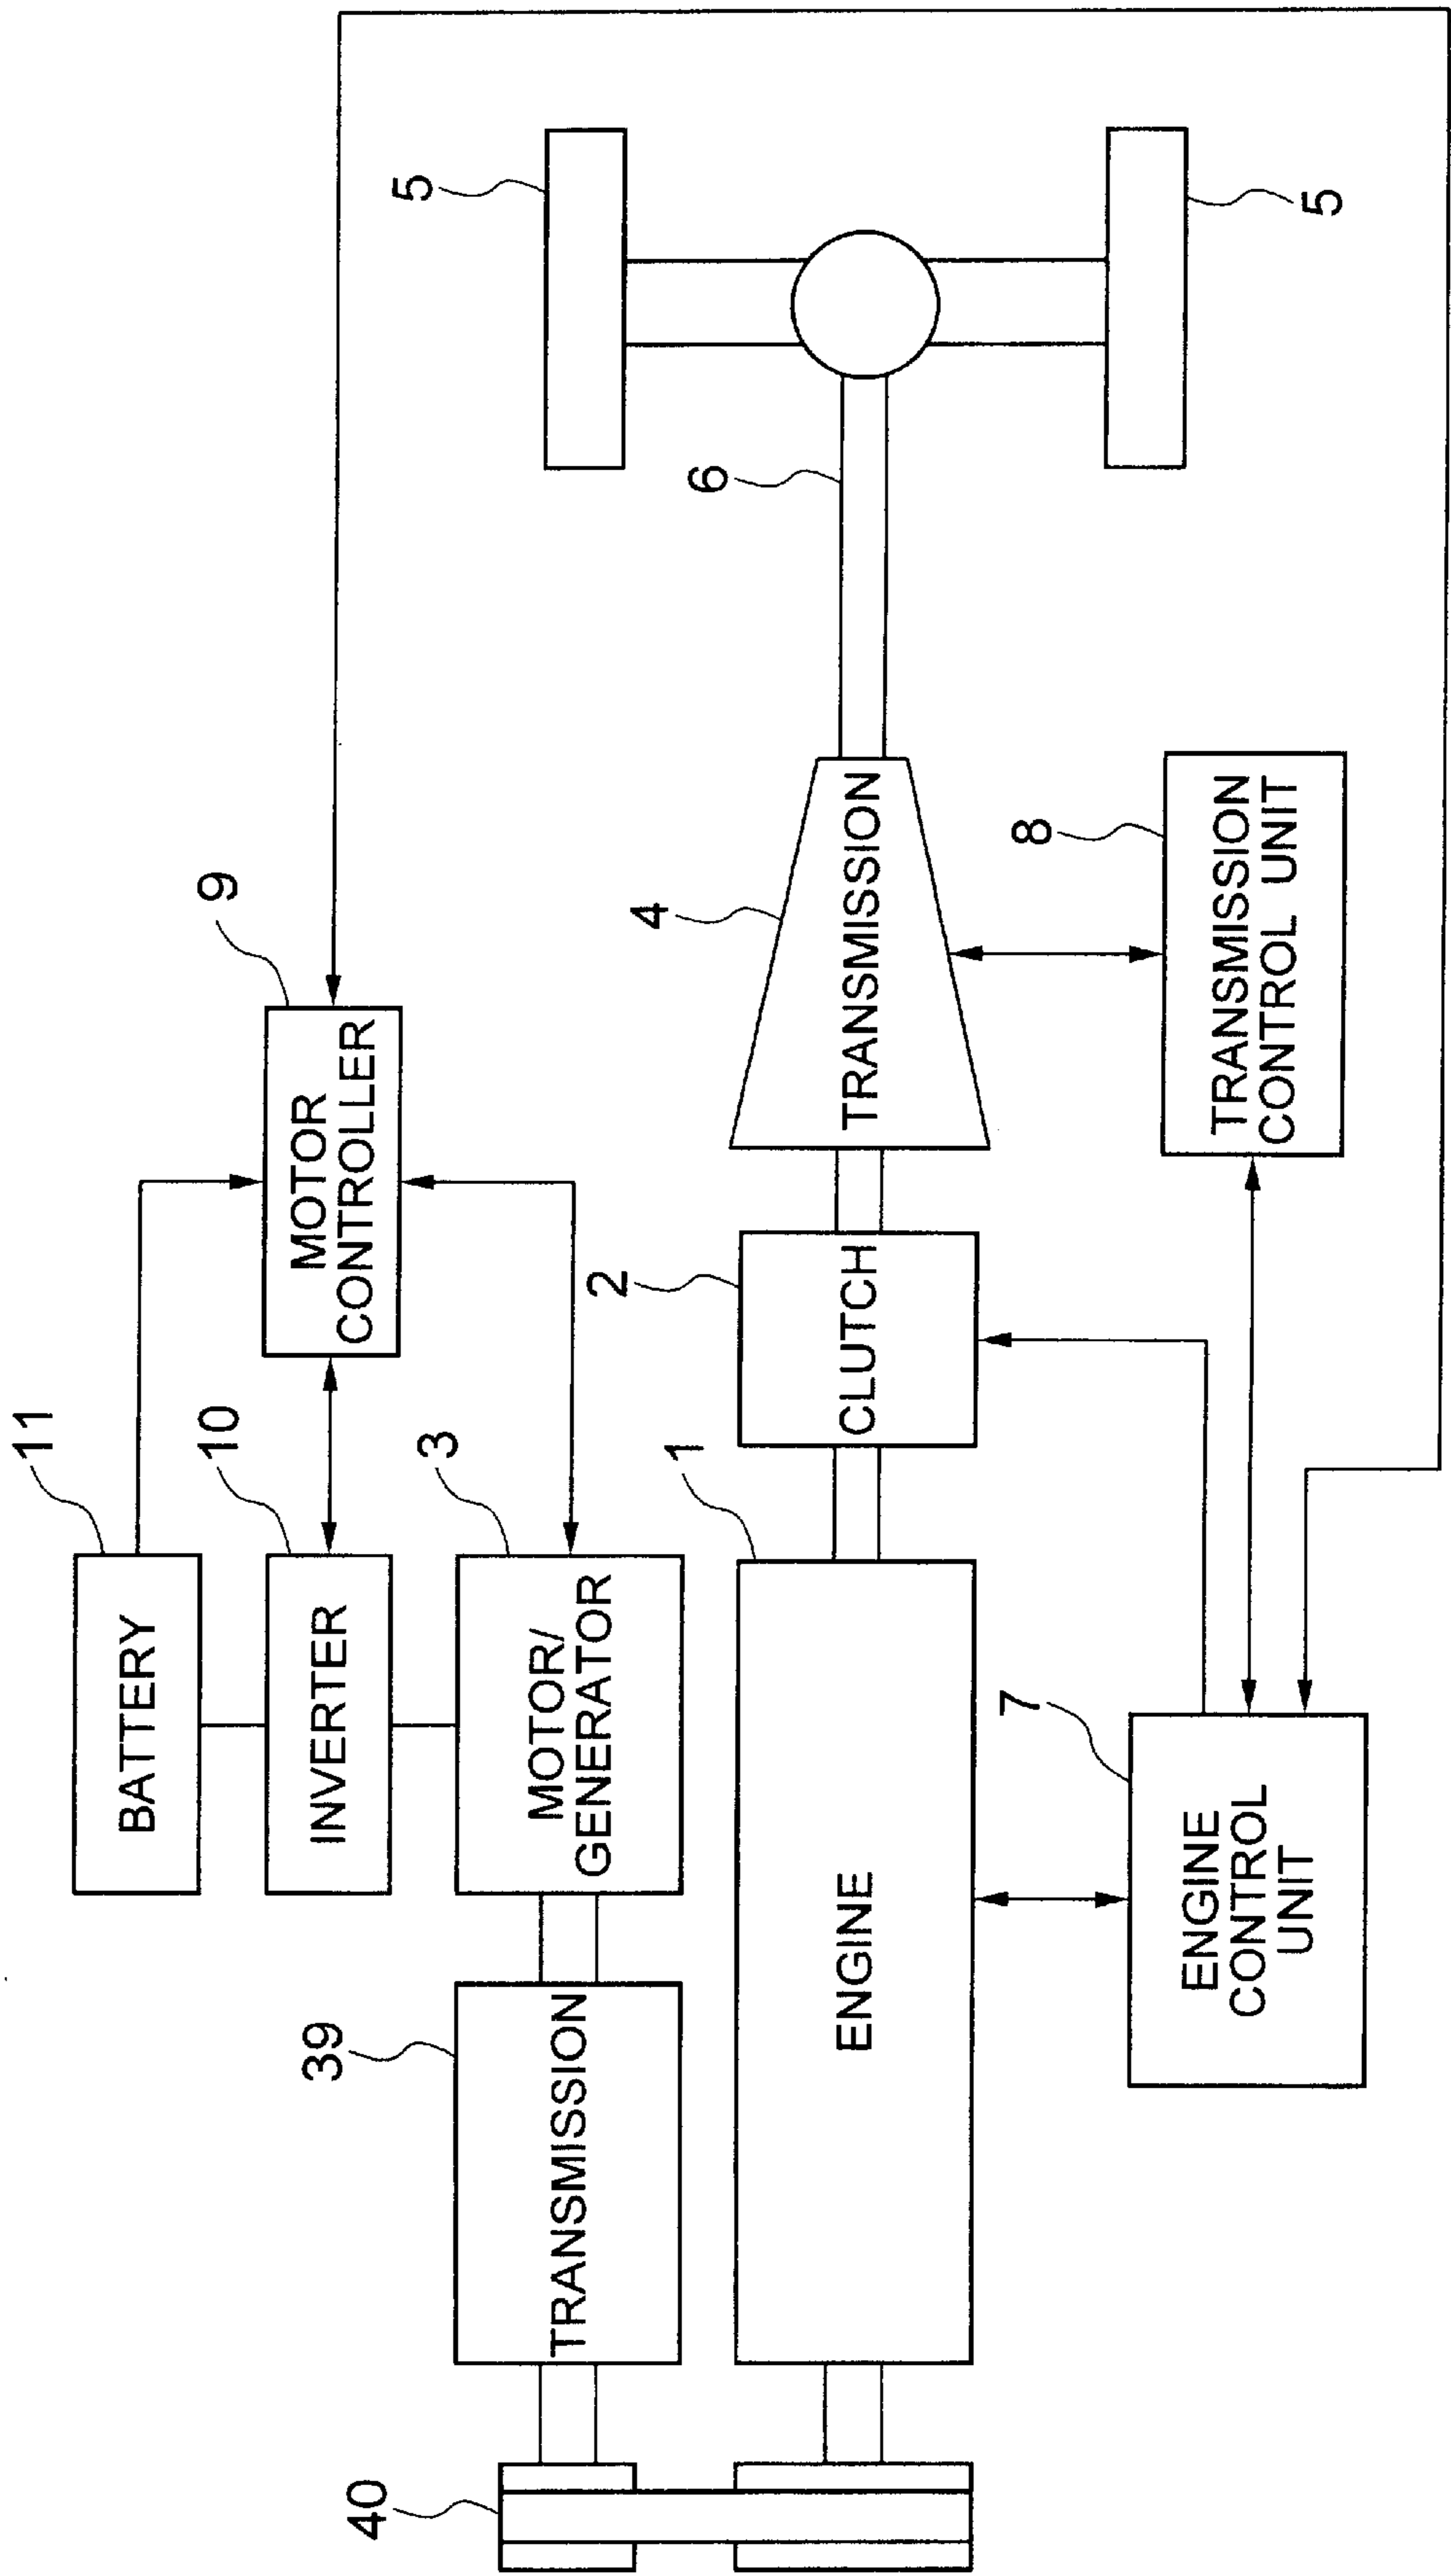 11
BATTERY
10
INVERTER
9
MOTOR
CONTROLLER
3
MOTOR/
GENERATOR
39
TRANSMISSION
40
1
ENGINE
2
CLUTCH
4
TRANSMISSION
6
5
5
7
ENGINE
CONTROL
UNIT
8
TRANSMISSION
CONTROL UNIT